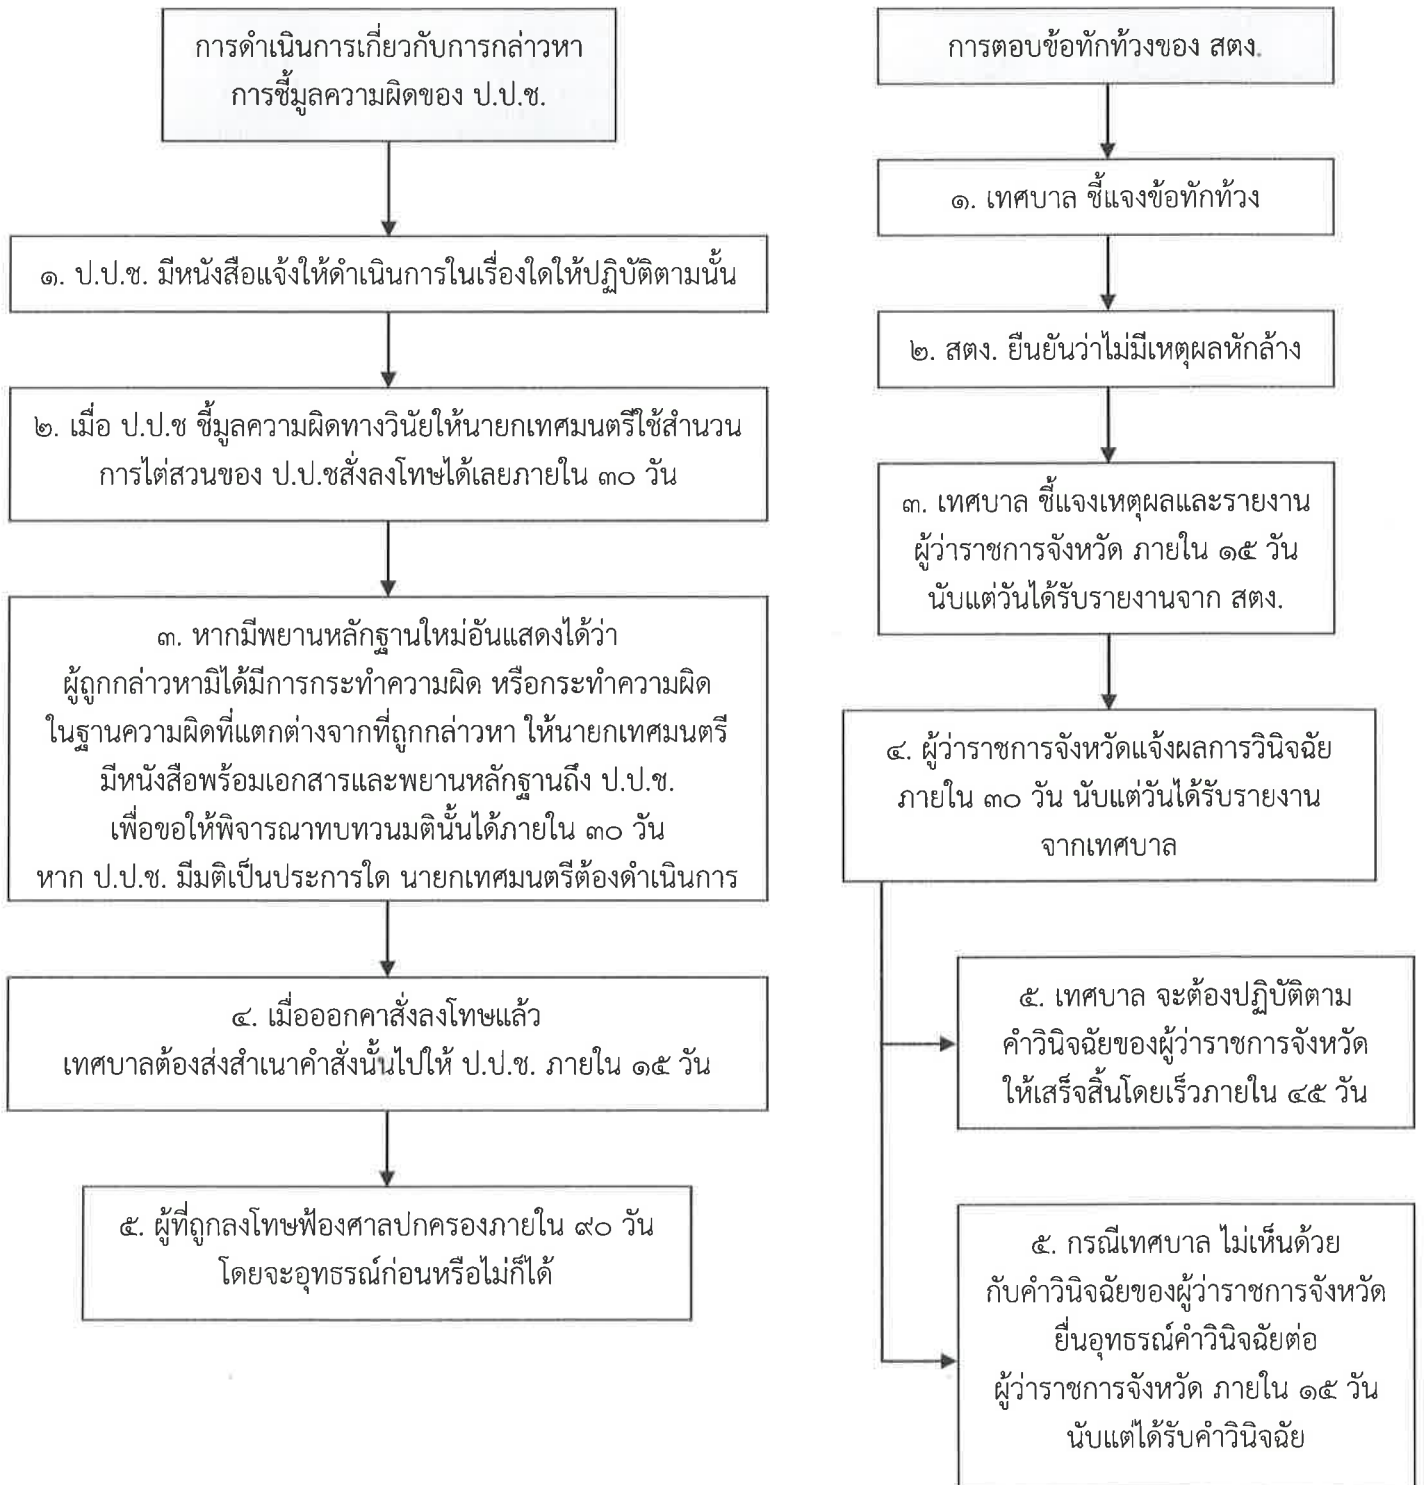 การดำเนินการเกี่ยวกับการกล่าวหา
การชี้มูลความผิดของ ป.ป.ช.
๑. ป.ป.ช. มีหนังสือแจ้งให้ดำเนินการในเรื่องใดให้ปฏิบัติตามนั้น
๒. เมื่อ ป.ป.ช ชี้มูลความผิดทางวินัยให้นายกเทศมนตรีใช้สำนวน
การไต่สวนของ ป.ป.ชสั่งลงโทษได้เลยภายใน ๓๐ วัน
๓. หากมีพยานหลักฐานใหม่อันแสดงได้ว่า
ผู้ถูกกล่าวหามิได้มีการกระทำความผิด หรือกระทำความผิด
ในฐานความผิดที่แตกต่างจากที่ถูกกล่าวหา ให้นายกเทศมนตรี
มีหนังสือพร้อมเอกสารและพยานหลักฐานถึง ป.ป.ช.
เพื่อขอให้พิจารณาทบทวนมตินั้นได้ภายใน ๓๐ วัน
หาก ป.ป.ช. มีมติเป็นประการใด นายกเทศมนตรีต้องดำเนินการ
๔. เมื่อออกคาสั่งลงโทษแล้ว
เทศบาลต้องส่งสำเนาคำสั่งนั้นไปให้ ป.ป.ช. ภายใน ๑๕ วัน
๕. ผู้ที่ถูกลงโทษฟ้องศาลปกครองภายใน ๙๐ วัน
โดยจะอุทธรณ์ก่อนหรือไม่ก็ได้
การตอบข้อทักท้วงของ สตง.
๑. เทศบาล ชี้แจงข้อทักท้วง
๒. สตง. ยืนยันว่าไม่มีเหตุผลหักล้าง
๓. เทศบาล ชี้แจงเหตุผลและรายงาน
ผู้ว่าราชการจังหวัด ภายใน ๑๕ วัน
นับแต่วันได้รับรายงานจาก สตง.
๔. ผู้ว่าราชการจังหวัดแจ้งผลการวินิจฉัย
ภายใน ๓๐ วัน นับแต่วันได้รับรายงาน
จากเทศบาล
๕. เทศบาล จะต้องปฏิบัติตาม
คำวินิจฉัยของผู้ว่าราชการจังหวัด
ให้เสร็จสิ้นโดยเร็วภายใน ๔๕ วัน
๕. กรณีเทศบาล ไม่เห็นด้วย
กับคำวินิจฉัยของผู้ว่าราชการจังหวัด
ยื่นอุทธรณ์คำวินิจฉัยต่อ
ผู้ว่าราชการจังหวัด ภายใน ๑๕ วัน
นับแต่ได้รับคำวินิจฉัย